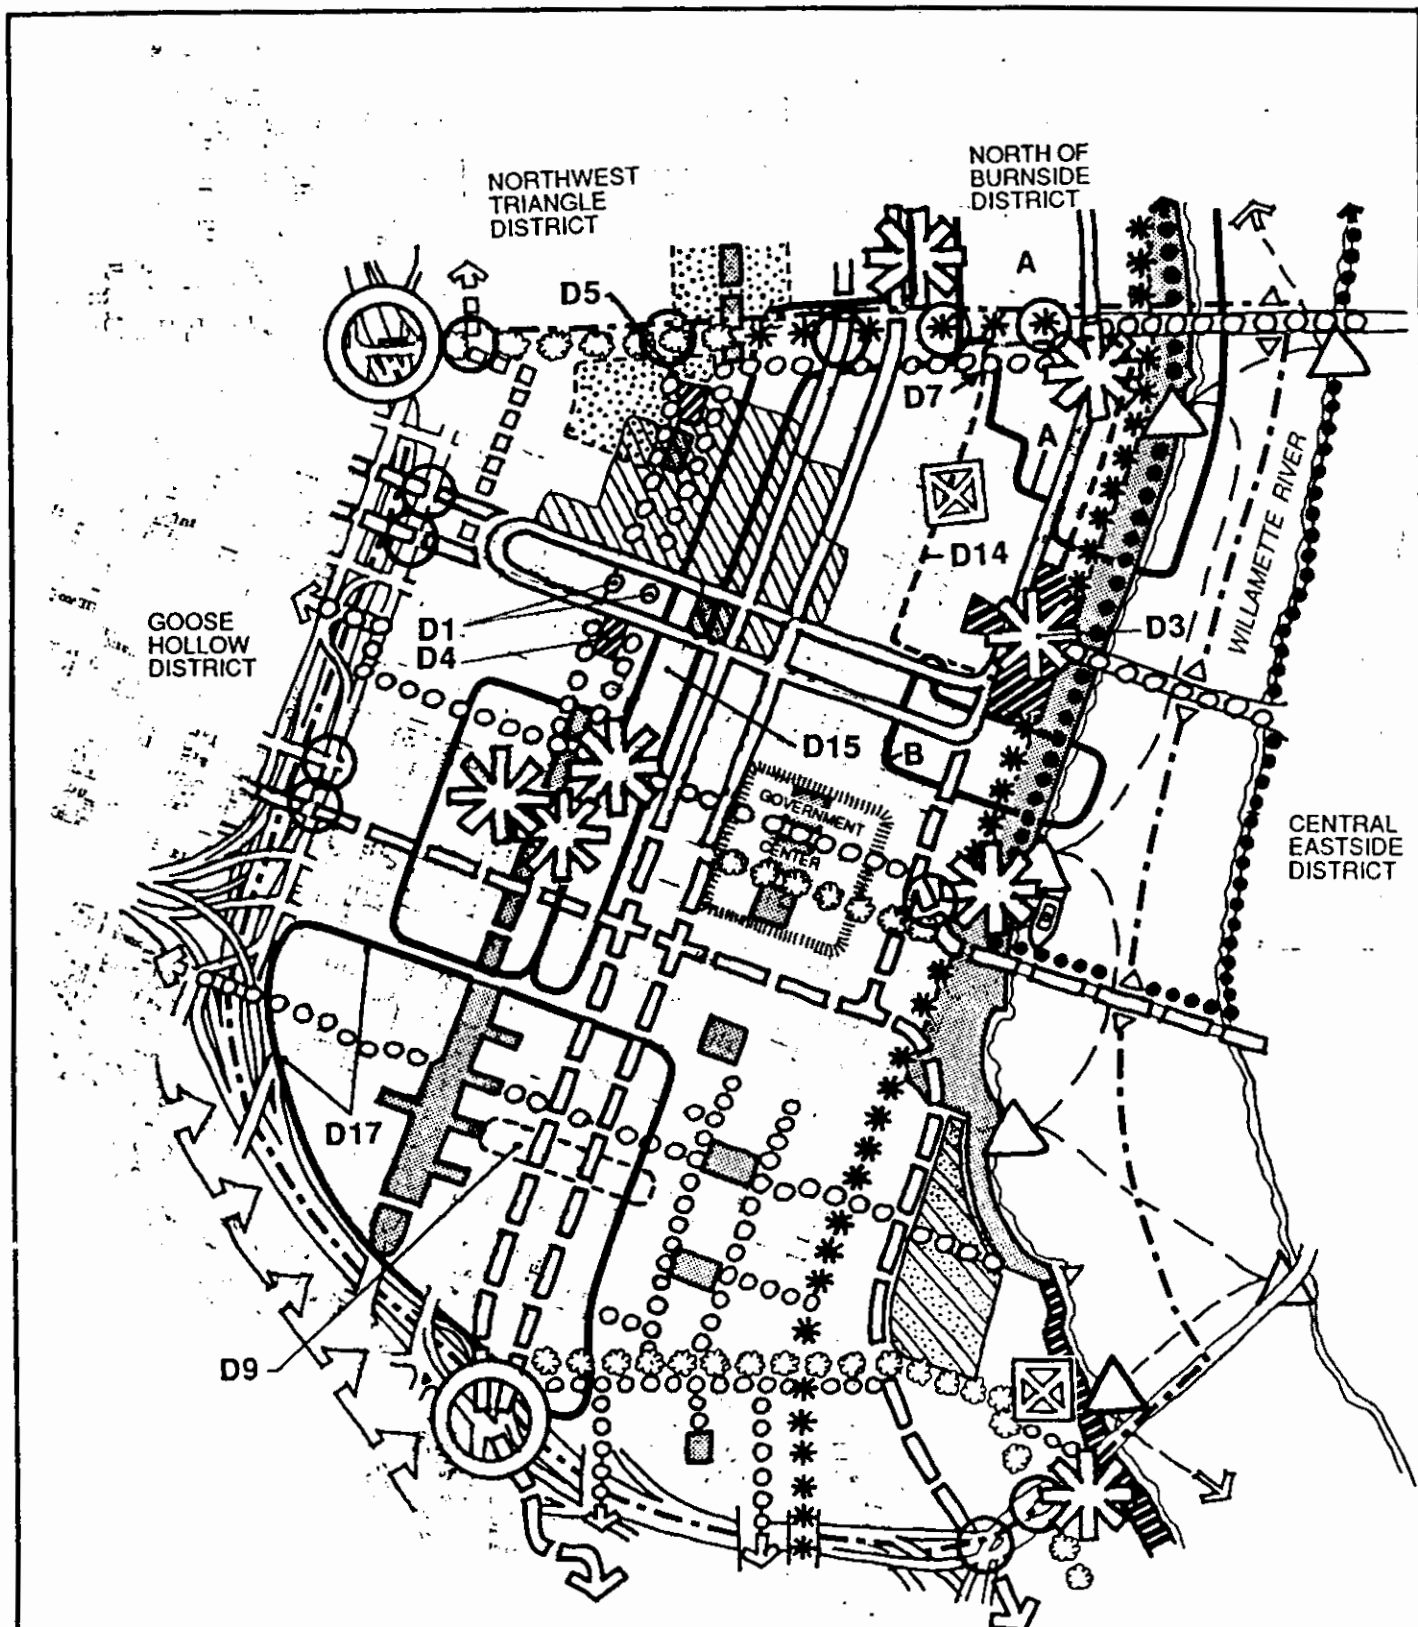 NORTHWEST
TRIANGLE
DISTRICT
NORTH OF
BURNSIDE
DISTRICT
A
D5
D7
A
WILLAMETTE RIVER
D14
GOOSE
HOLLOW
DISTRICT
D1
D4
D3
D15
B
GOVERNMENT
CENTER
CENTRAL
EASTSIDE
DISTRICT
D17
D9